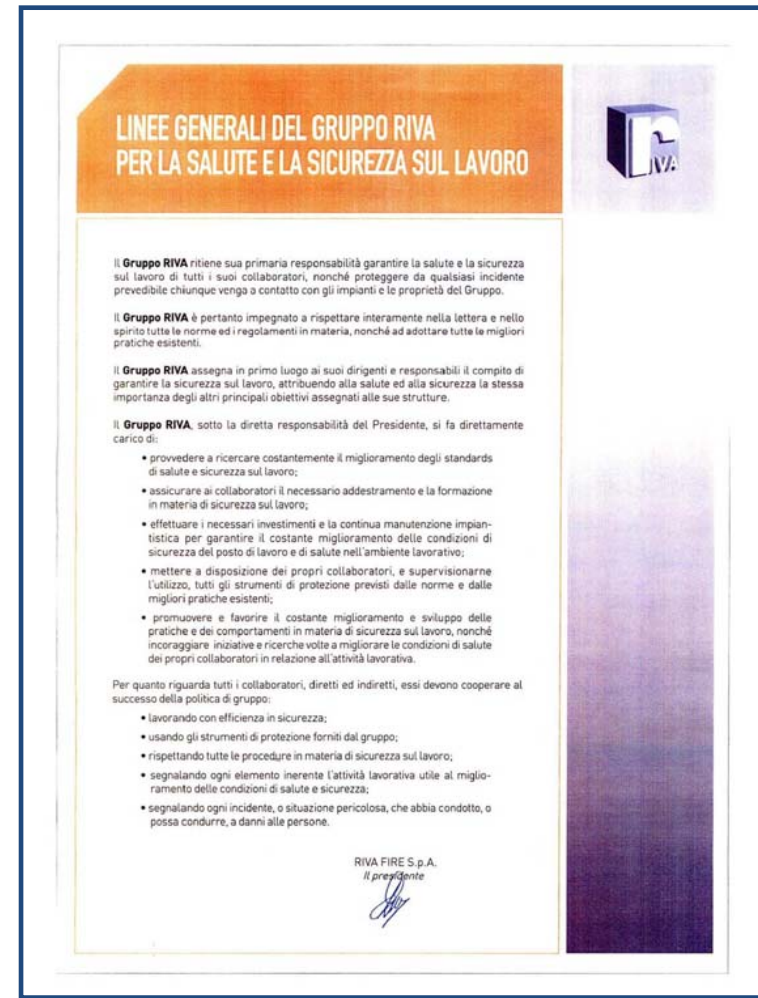 LINEE GENERALI DEL GRUPPO RIVA
PER LA SALUTE E LA SICUREZZA SUL LAVORO
rIVA
Il Gruppo RIVA ritiene sua primaria responsabilità garantire la salute e la sicurezza
sul lavoro di tutti i suoi collaboratori, nonché proteggere da qualsiasi incidente
prevedibile chiunque venga a contatto con gli impianti e le proprietà del Gruppo.
Il Gruppo RIVA è pertanto impegnato a rispettare interamente nella lettera e nello
spirito tutte le norme ed i regolamenti in materia, nonché ad adottare tutte le migliori
pratiche esistenti.
Il Gruppo RIVA assegna in primo luogo ai suoi dirigenti e responsabili il compito di
garantire la sicurezza sul lavoro, attribuendo alla salute ed alla sicurezza la stessa
importanza degli altri principali obiettivi assegnati alle sue strutture.
Il Gruppo RIVA, sotto la diretta responsabilità del Presidente, si fa direttamente
carico di:
• provvedere a ricercare costantemente il miglioramento degli standards
di salute e sicurezza sul lavoro;
• assicurare ai collaboratori il necessario addestramento e la formazione
in materia di sicurezza sul lavoro;
• effettuare i necessari investimenti e la continua manutenzione impian-
tistica per garantire il costante miglioramento delle condizioni di
sicurezza del posto di lavoro e di salute nell'ambiente lavorativo;
• mettere a disposizione dei propri collaboratori, e supervisionarne
l'utilizzo, tutti gli strumenti di protezione previsti dalle norme e dalle
migliori pratiche esistenti;
• promuovere e favorire il costante miglioramento e sviluppo delle
pratiche e dei comportamenti in materia di sicurezza sul lavoro, nonché
incoraggiare iniziative e ricerche volte a migliorare le condizioni di salute
dei propri collaboratori in relazione all'attività lavorativa.
Per quanto riguarda tutti i collaboratori, diretti ed indiretti, essi devono cooperare al
successo della politica di gruppo:
• lavorando con efficienza in sicurezza;
• usando gli strumenti di protezione forniti dal gruppo;
• rispettando tutte le procedure in materia di sicurezza sul lavoro;
• segnalando ogni elemento inerente l'attività lavorativa utile al miglio-
ramento delle condizioni di salute e sicurezza;
• segnalando ogni incidente, o situazione pericolosa, che abbia condotto, o
possa condurre, a danni alle persone.
RIVA FIRE S.p.A.
Il presidente